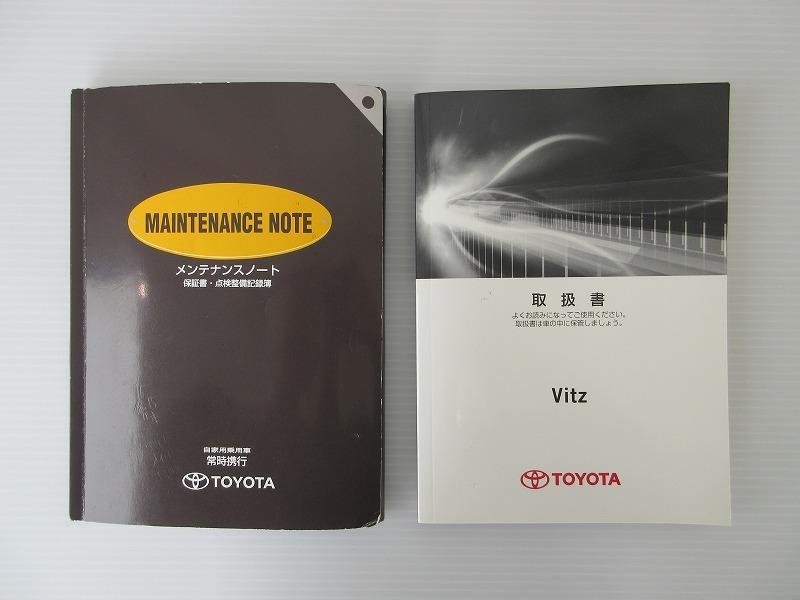 MAINTENANCE NOTE
メンテナンスノート
保証書・点検整備記録簿
自家用乗用車
常時携行
TOYOTA
取扱書
よくお読みになってご使用ください。
取扱書は車の中に保管しましょう。
Vitz
TOYOTA